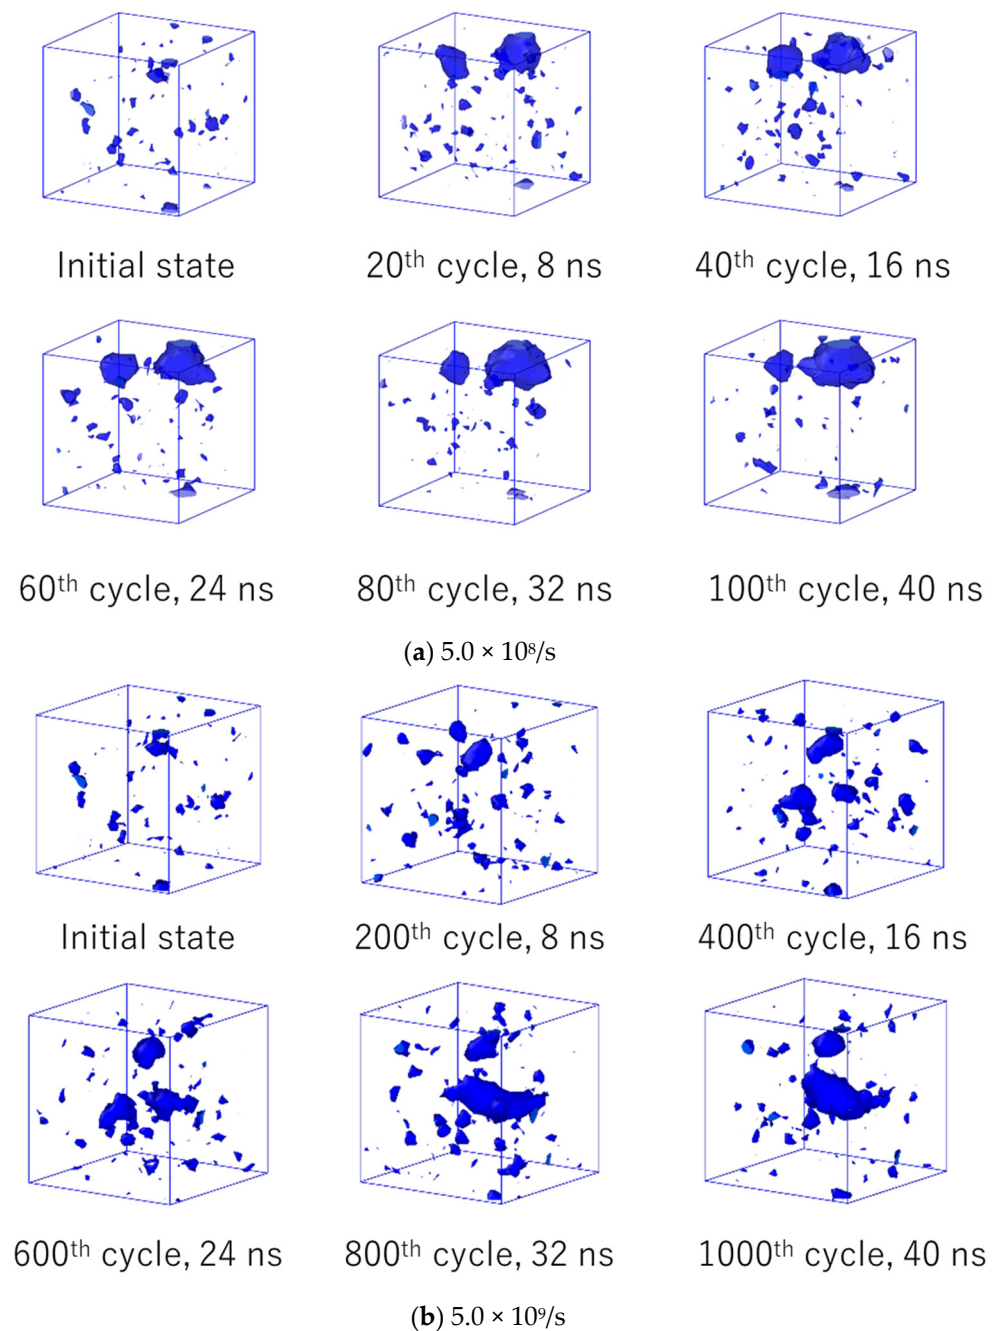 Initial state
20th cycle, 8 ns
40th cycle, 16 ns
60th cycle, 24 ns
80th cycle, 32 ns
100th cycle, 40 ns
(a) 5.0 × 10⁸/s
Initial state
200th cycle, 8 ns
400th cycle, 16 ns
600th cycle, 24 ns
800th cycle, 32 ns
1000th cycle, 40 ns
(b) 5.0 × 10⁹/s